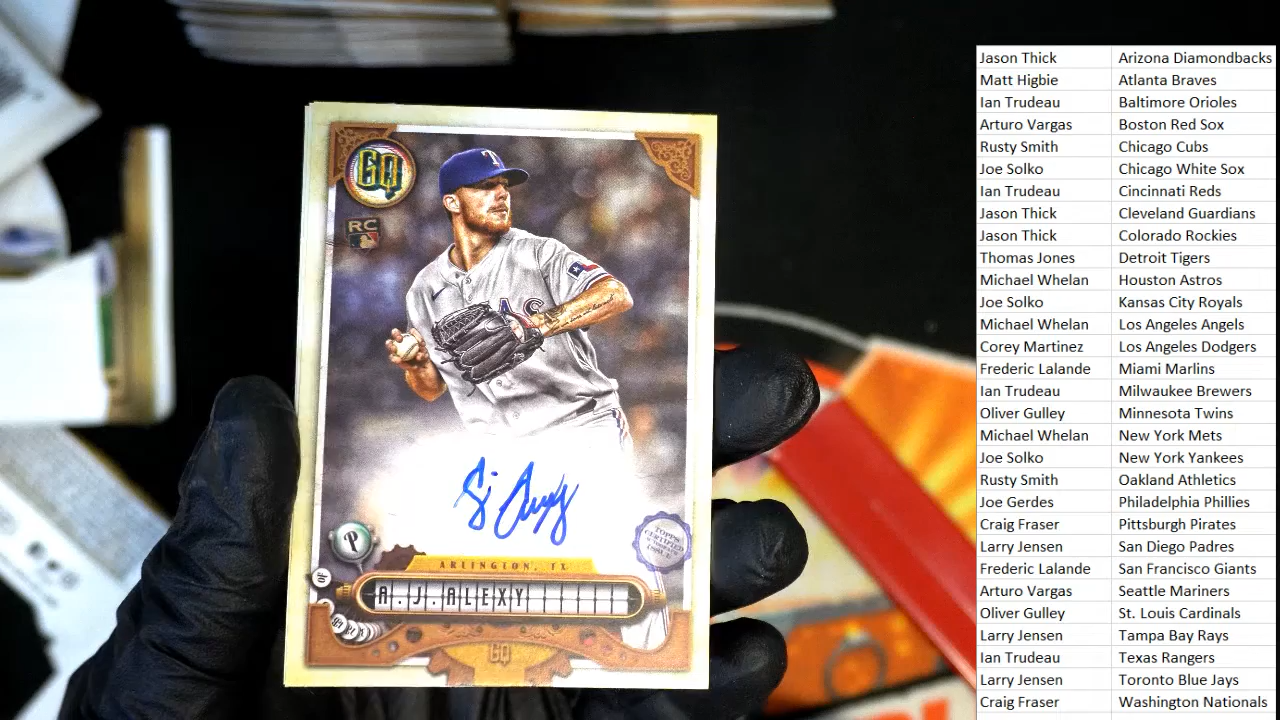 GQ
RC
T
AS
P
TOPPS
CERTIFIED
ISSUE
ARLINGTON, TX
A.J. ALEXY
GQ
Jason Thick Arizona Diamondbacks
Matt Higbie Atlanta Braves
Ian Trudeau Baltimore Orioles
Arturo Vargas Boston Red Sox
Rusty Smith Chicago Cubs
Joe Solko Chicago White Sox
Ian Trudeau Cincinnati Reds
Jason Thick Cleveland Guardians
Jason Thick Colorado Rockies
Thomas Jones Detroit Tigers
Michael Whelan Houston Astros
Joe Solko Kansas City Royals
Michael Whelan Los Angeles Angels
Corey Martinez Los Angeles Dodgers
Frederic Lalande Miami Marlins
Ian Trudeau Milwaukee Brewers
Oliver Gulley Minnesota Twins
Michael Whelan New York Mets
Joe Solko New York Yankees
Rusty Smith Oakland Athletics
Joe Gerdes Philadelphia Phillies
Craig Fraser Pittsburgh Pirates
Larry Jensen San Diego Padres
Frederic Lalande San Francisco Giants
Arturo Vargas Seattle Mariners
Oliver Gulley St. Louis Cardinals
Larry Jensen Tampa Bay Rays
Ian Trudeau Texas Rangers
Larry Jensen Toronto Blue Jays
Craig Fraser Washington Nationals